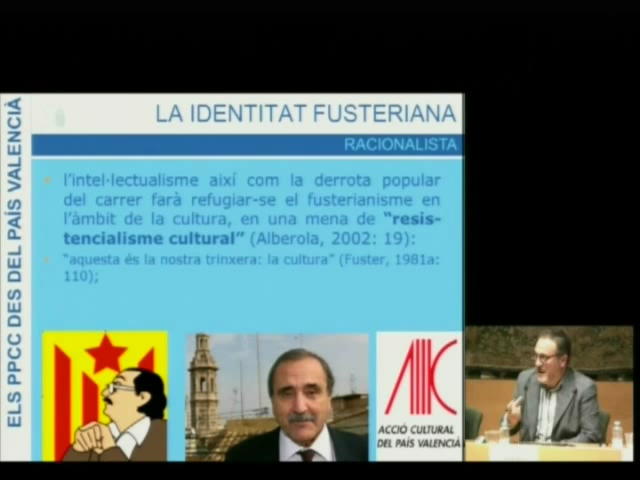 ELS PPCC DES DEL PAÍS VALENCIÀ
LA IDENTITAT FUSTERIANA
RACIONALISTA
l'intel·lectualisme així com la derrota popular
del carrer farà refugiar-se el fusterianisme en
l'àmbit de la cultura, en una mena de "resis-
tencialisme cultural" (Alberola, 2002: 19):
"aquesta és la nostra trinxera: la cultura" (Fuster, 1981a:
110);
ACCIÓ CULTURAL
DEL PAÍS VALENCIÀ